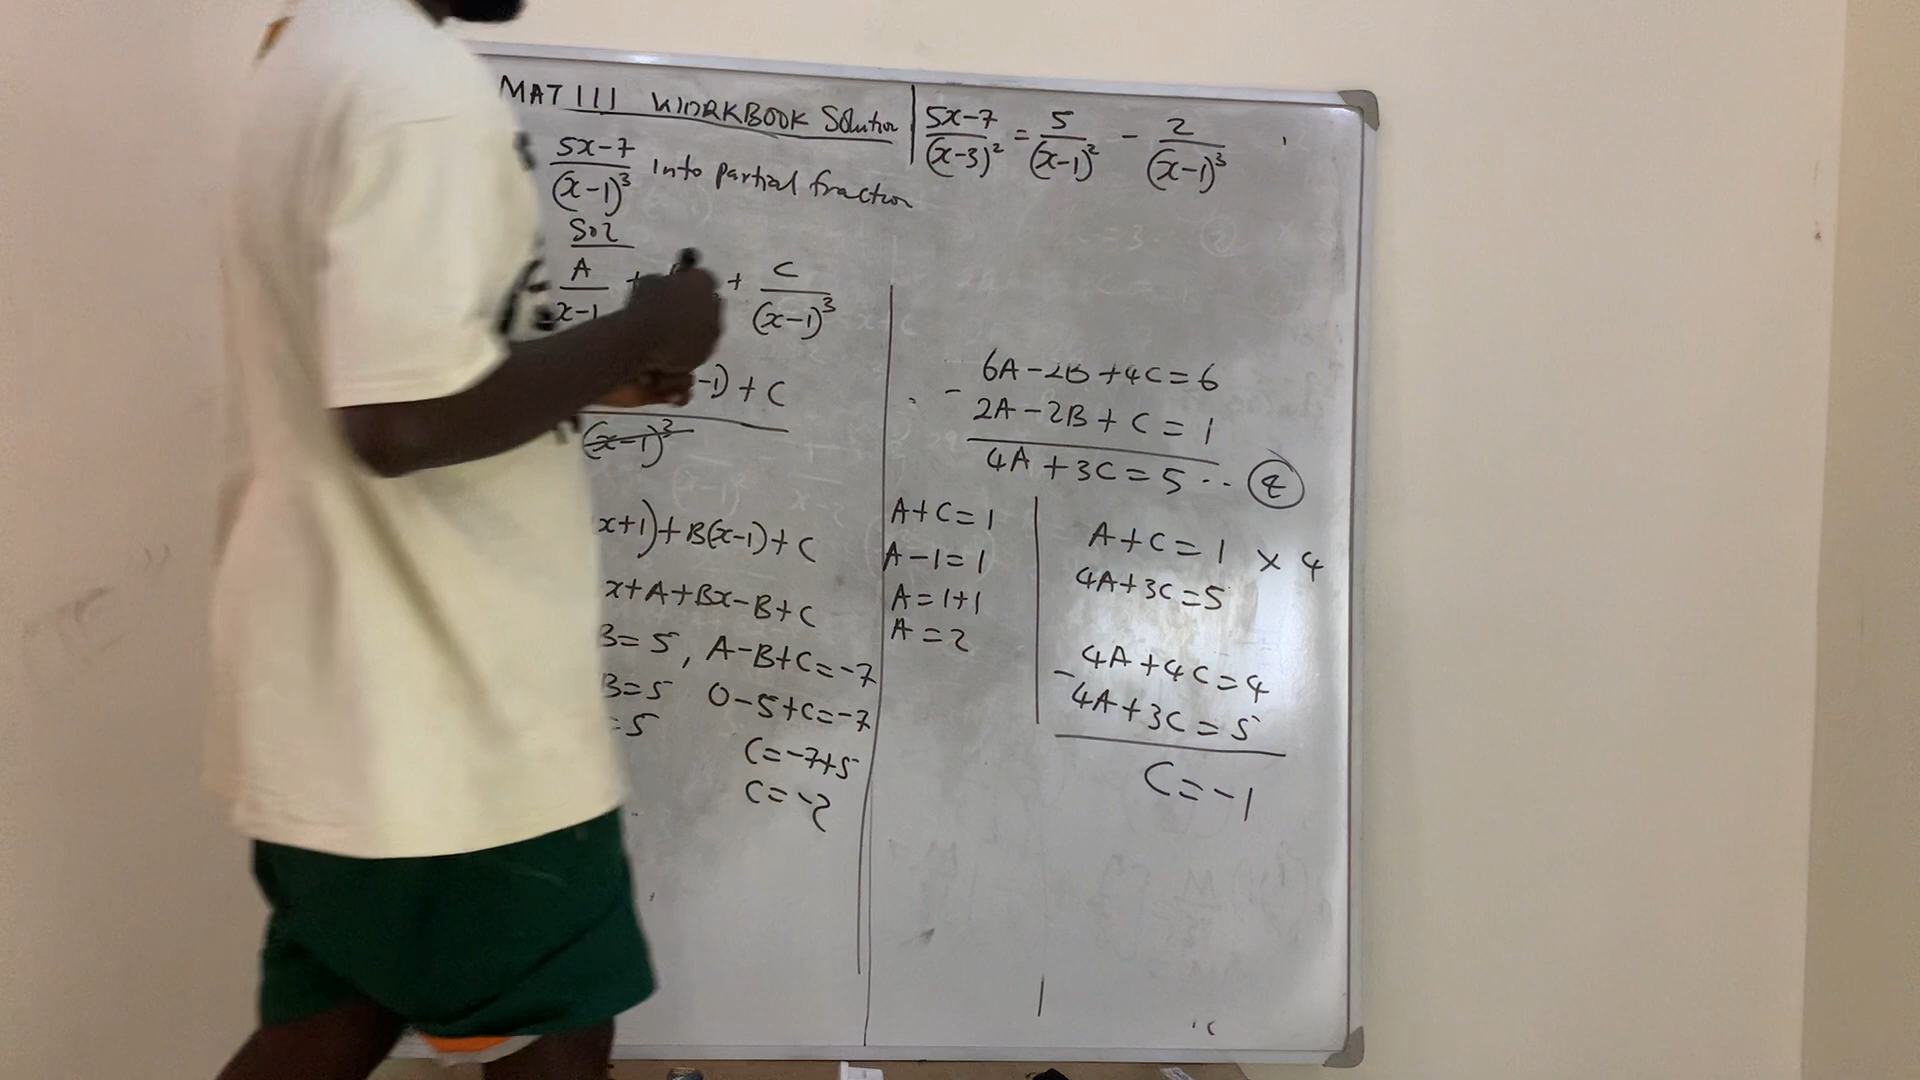 MAT 111 WORKBOOK Solution
5x-7/(x-1)³ into partial fraction
Sol
A/x-1 + + C/(x-1)³
-1) + C
(x-1)³
x+1)+B(x-1)+C
x+A+Bx-B+C
B=5, A-B+C=-7
B=5 0-5+C=-7
=5
C=-7+5
C=-2
5x-7/(x-3)² = 5/(x-1)² - 2/(x-1)³
6A-2B+4C=6
- 2A-2B+C=1
4A+3C=5 ..
A+C=1
A-1=1
A=1+1
A=2
A+C=1 × 4
4A+3C=5
4A+4C=4
-4A+3C=5
C=-1